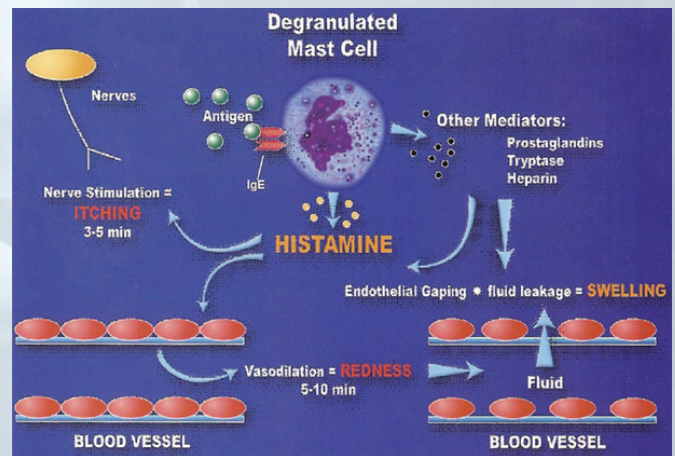 Degranulated
Mast Cell
Nerves
Antigen
IgE
Other Mediators:
Prostaglandins
Tryptase
Heparin
Nerve Stimulation =
ITCHING
3-5 min
HISTAMINE
Endothelial Gaping * fluid leakage = SWELLING
Vasodilation = REDNESS
5-10 min
Fluid
BLOOD VESSEL
BLOOD VESSEL